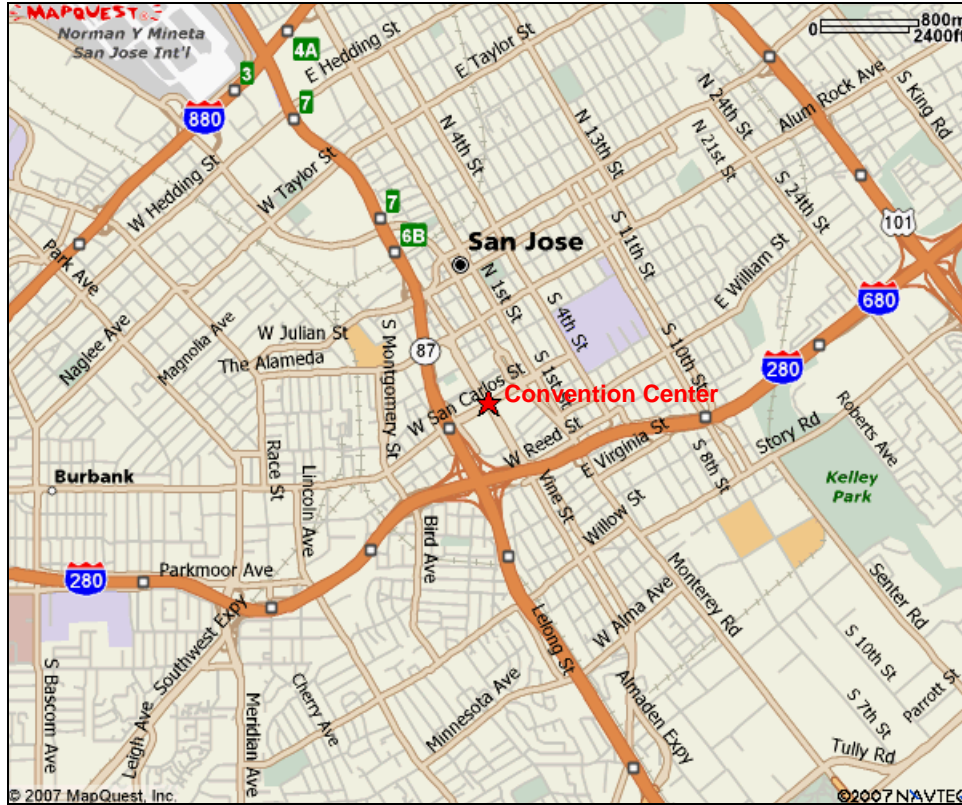 MAPQUEST
Norman Y Mineta
San Jose Int'l
0 800m
2400ft
4A
E Hedding St
E Taylor St
3
880
7
N 4th St
N 13th St
N 24th St
Alum Rock Ave
S King Rd
N 21st St
W Hedding St
W Taylor St
S 24th St
7
6B
San Jose
S 11th St
101
Park Ave
N 1st St
E William St
680
Naglee Ave
Magnolia Ave
W Julian St
S Montgomery St
S 4th St
S 10th St
87
The Alameda
S 1st St
280
W San Carlos St
Convention Center
Roberts Ave
W Reed St
E Virginia St
Story Rd
S 8th St
Burbank
Race St
Lincoln Ave
Vine St
Kelley
Park
Willow St
Bird Ave
280
Parkmoor Ave
Monterey Rd
Senter Rd
Southwest Expy
Lelong St
W Alma Ave
S 10th St
S Bascom Ave
Leigh Ave
Meridian Ave
Cherry Ave
Minnesota Ave
Almaden Expy
S 7th St
Parrott St
Tully Rd
© 2007 MapQuest, Inc.
©2007 NAVTEQ